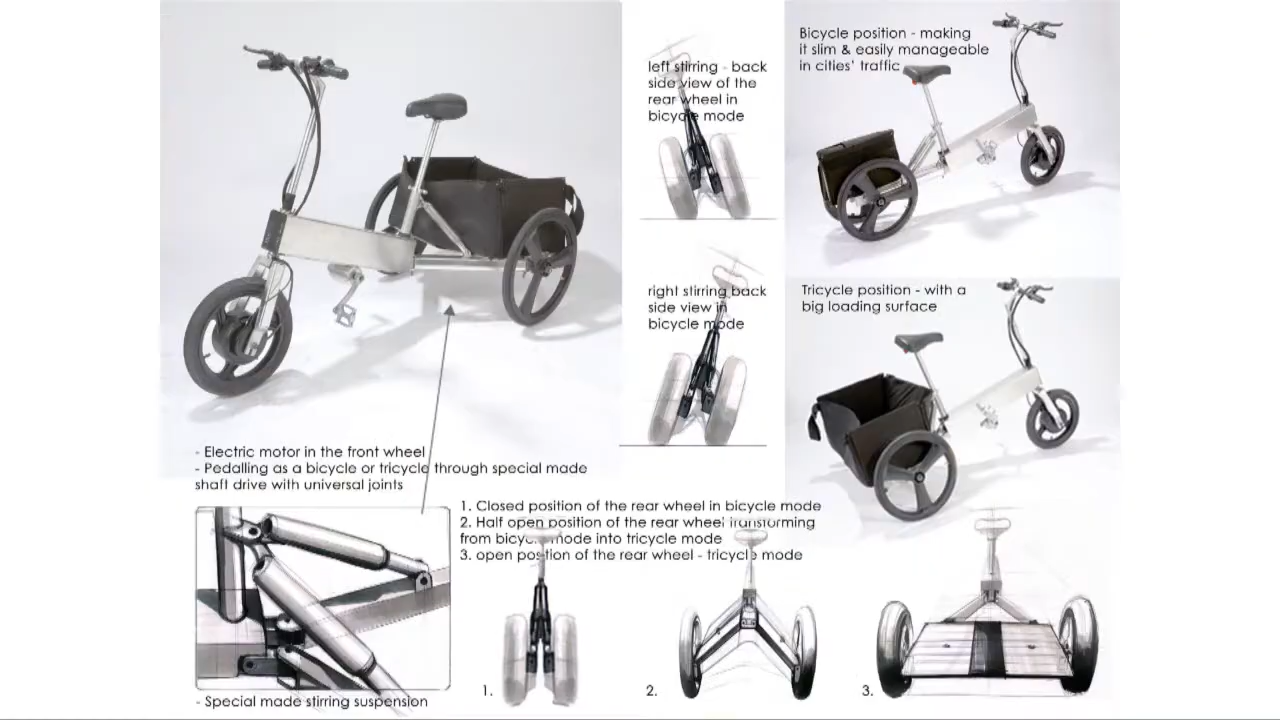 left stirring - back
side view of the
rear wheel in
bicycle mode
Bicycle position - making
it slim & easily manageable
in cities' traffic
right stirring back
side view in
bicycle mode
Tricycle position - with a
big loading surface
- Electric motor in the front wheel
- Pedalling as a bicycle or tricycle through special made
shaft drive with universal joints
1. Closed position of the rear wheel in bicycle mode
2. Half open position of the rear wheel transforming
from bicycle mode into tricycle mode
3. open position of the rear wheel - tricycle mode
1.
2.
3.
- Special made stirring suspension